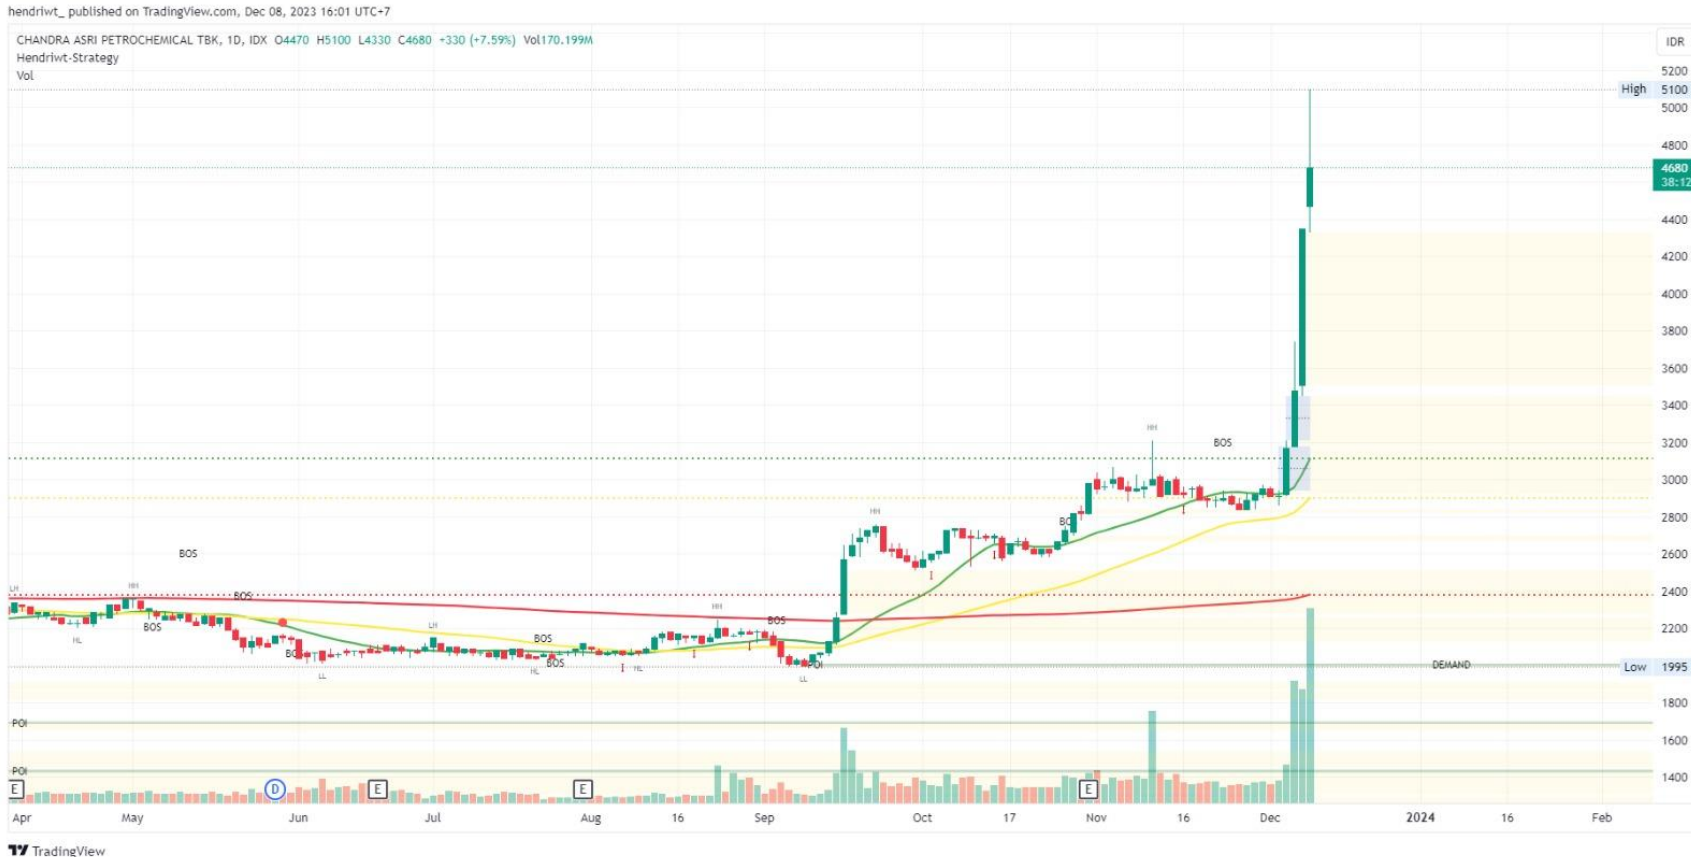 hendriwt_ published on TradingView.com, Dec 08, 2023 16:01 UTC+7
CHANDRA ASRI PETROCHEMICAL TBK, 1D, IDX O4470 H5100 L4330 C4680 +330 (+7.59%) Vol170.199M
IDR
Hendriwt-Strategy
Vol
5200
High 5100
5000
4800
4680
38:12
4400
4200
4000
3800
3600
3400
HH
BOS
3200
3000
2800
HH
2600
BOS
LH
HH
BOS
2400
HH
LH
BOS
BOS
BOS
2200
HL
BOS
BOS
HL
HL
POI
LL
LL
DEMAND
Low 1995
1800
POI
1600
POI
1400
E
D
E
E
E
Apr May Jun Jul Aug 16 Sep Oct 17 Nov 16 Dec 2024 16 Feb
TradingView